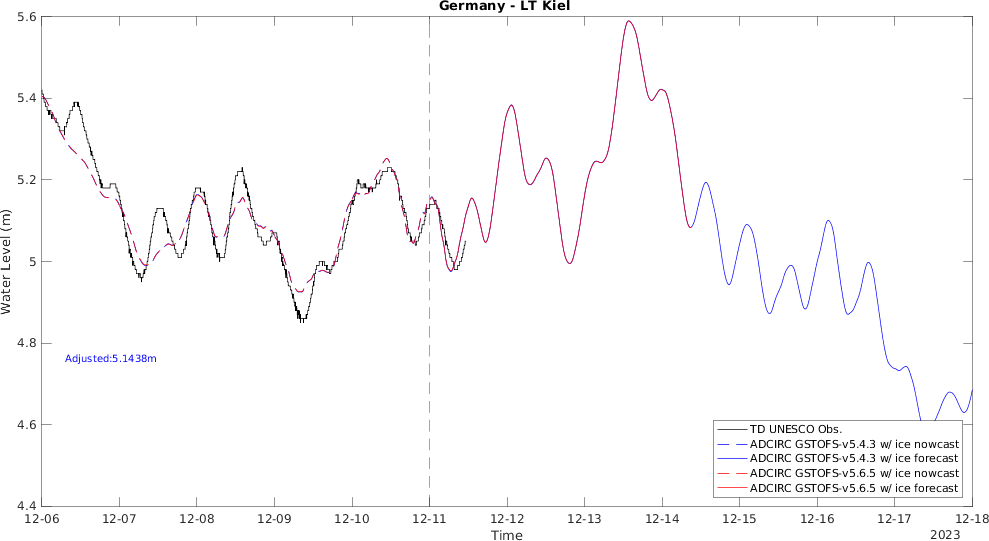 Germany - LT Kiel
5.6
5.4
5.2
5
4.8
4.6
4.4
Water Level (m)
Adjusted:5.1438m
TD UNESCO Obs.
ADCIRC GSTOFS-v5.4.3 w/ ice nowcast
ADCIRC GSTOFS-v5.4.3 w/ ice forecast
ADCIRC GSTOFS-v5.6.5 w/ ice nowcast
ADCIRC GSTOFS-v5.6.5 w/ ice forecast
12-06 12-07 12-08 12-09 12-10 12-11 12-12 12-13 12-14 12-15 12-16 12-17 12-18
Time
2023